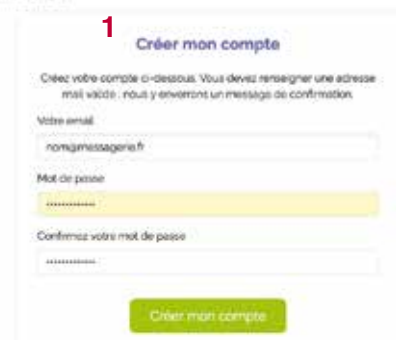 1
Créer mon compte
Créez votre compte ci-dessous. Vous devez renseigner une adresse
mail valide : nous y enverrons un message de confirmation.
Votre email
nom@messagerie.fr
Mot de passe
••••••••••••
Confirmez votre mot de passe
••••••••••••
Créer mon compte